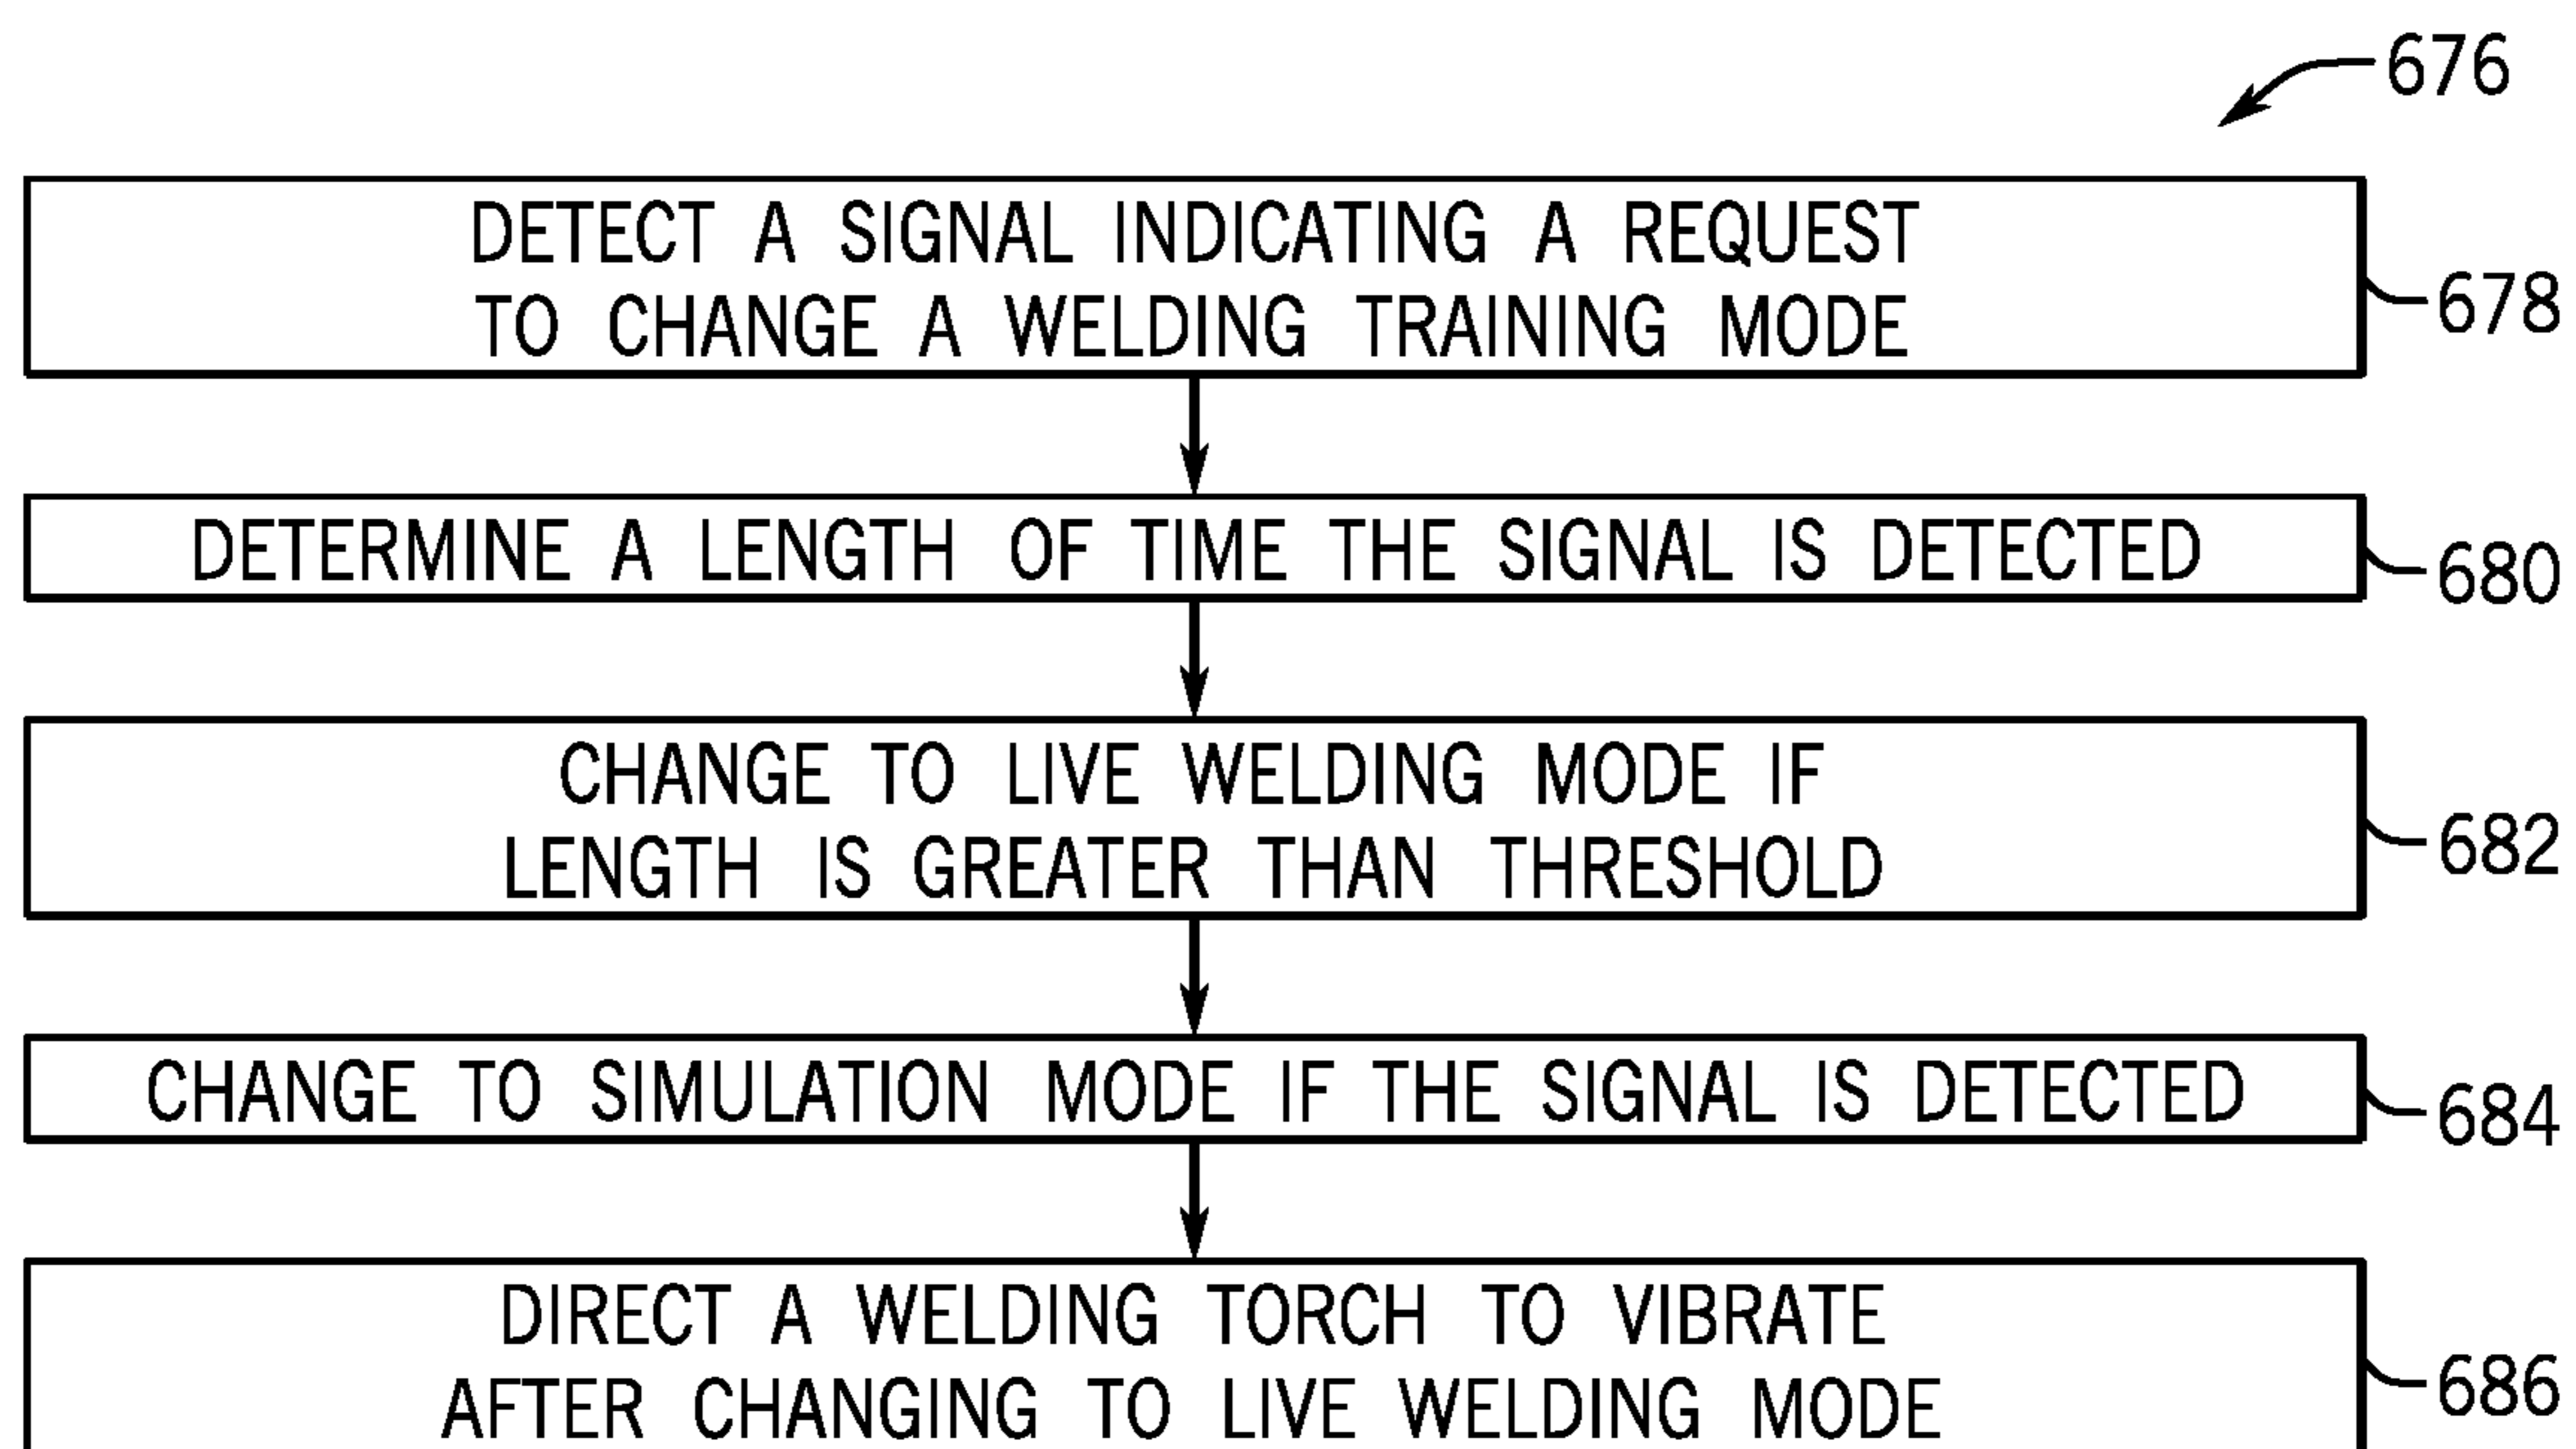 676
DETECT A SIGNAL INDICATING A REQUEST
TO CHANGE A WELDING TRAINING MODE
678
DETERMINE A LENGTH OF TIME THE SIGNAL IS DETECTED
680
CHANGE TO LIVE WELDING MODE IF
LENGTH IS GREATER THAN THRESHOLD
682
CHANGE TO SIMULATION MODE IF THE SIGNAL IS DETECTED
684
DIRECT A WELDING TORCH TO VIBRATE
AFTER CHANGING TO LIVE WELDING MODE
686